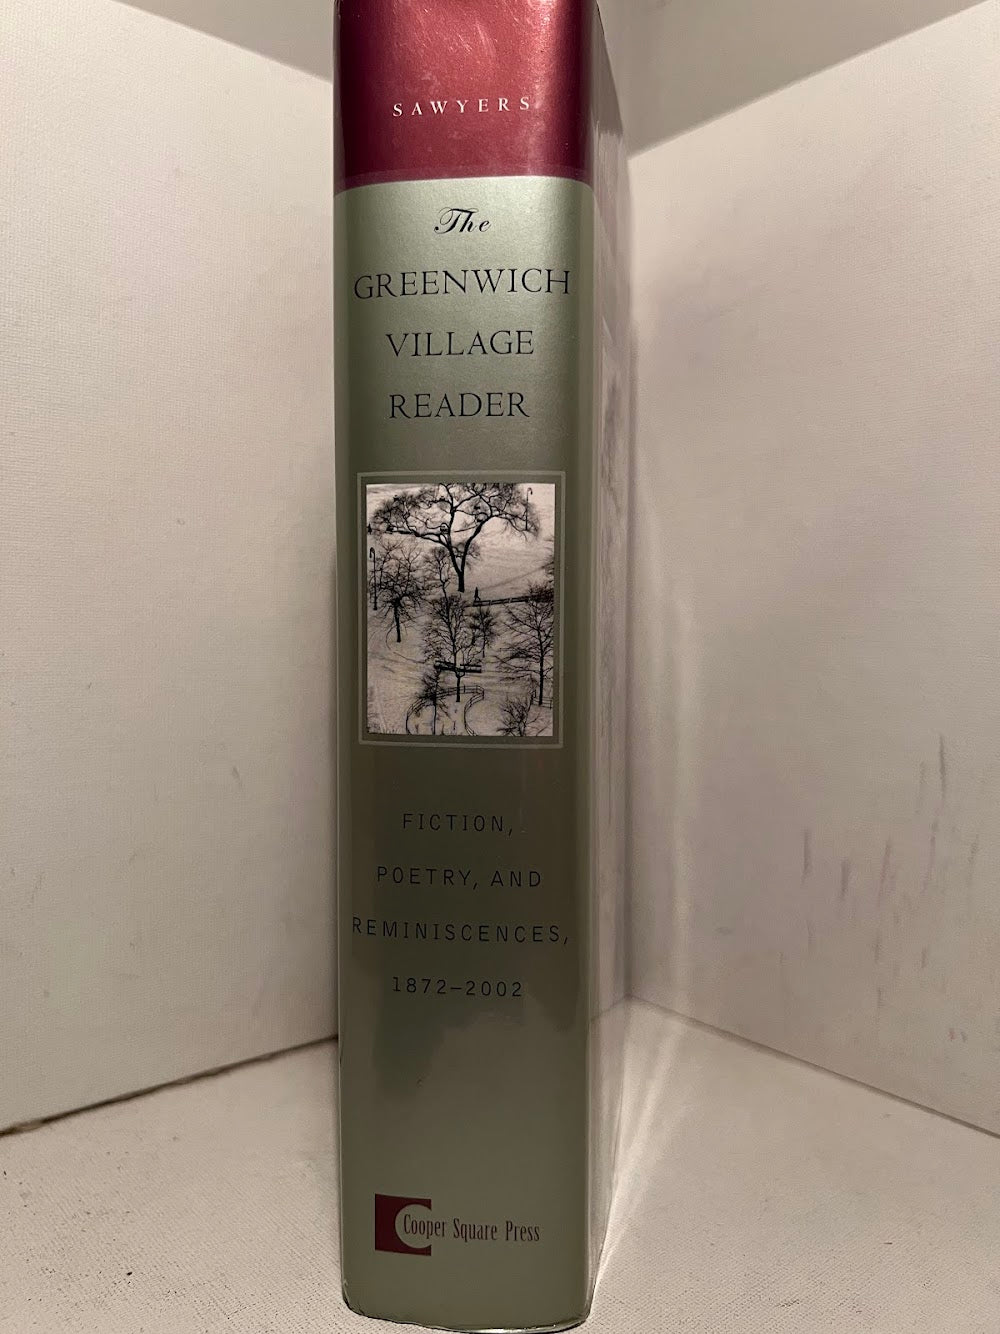 SAWYERS
The
GREENWICH
VILLAGE
READER
FICTION,
POETRY, AND
REMINISCENCES,
1872–2002
Cooper Square Press